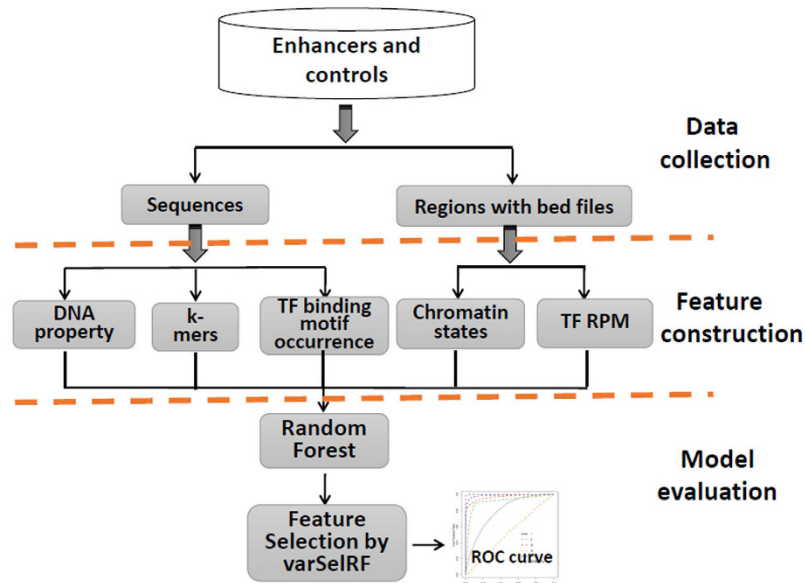 Enhancers and
controls
Data
collection
Sequences
Regions with bed files
DNA
property
k-
mers
TF binding
motif
occurrence
Chromatin
states
TF RPM
Feature
construction
Random
Forest
Model
evaluation
Feature
Selection by
varSelRF
ROC curve